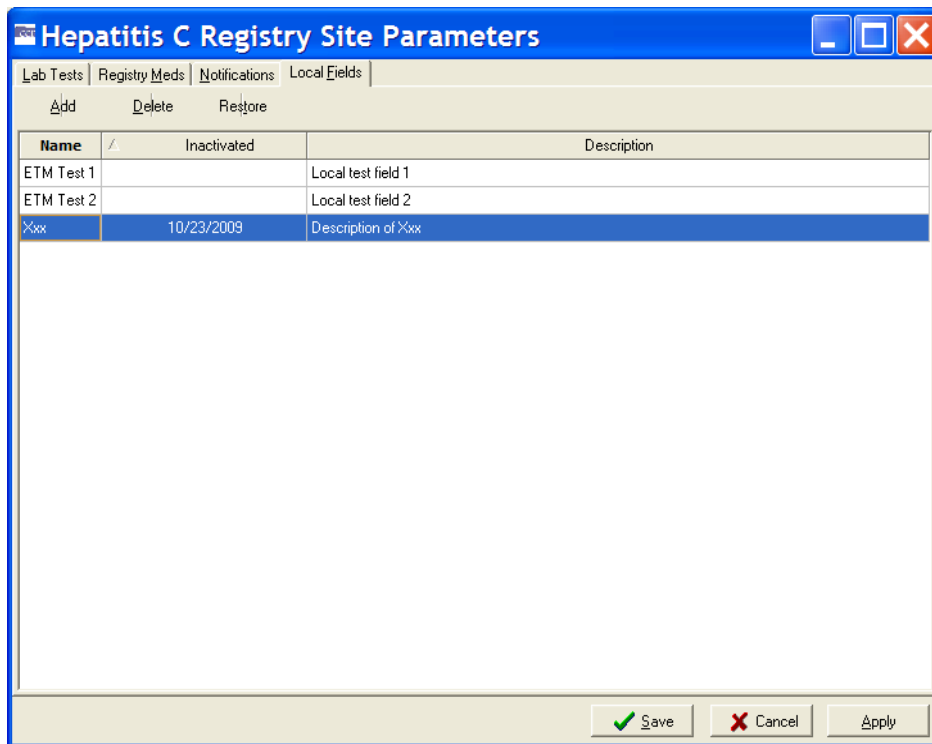 Hepatitis C Registry Site Parameters
Lab Tests Registry Meds Notifications Local Fields
Add Delete Restore
Name Inactivated Description
ETM Test 1 Local test field 1
ETM Test 2 Local test field 2
Xxx 10/23/2009 Description of Xxx
Save Cancel Apply